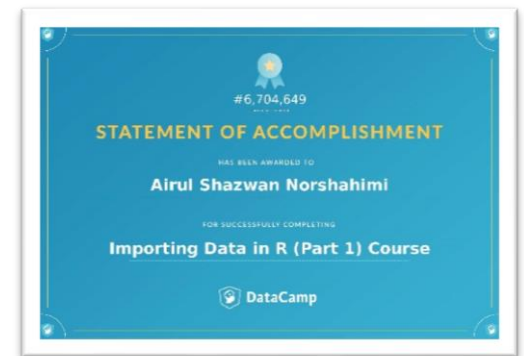 #6,704,649
STATEMENT OF ACCOMPLISHMENT
HAS BEEN AWARDED TO
Airul Shazwan Norshahimi
FOR SUCCESSFULLY COMPLETING
Importing Data in R (Part 1) Course
DataCamp